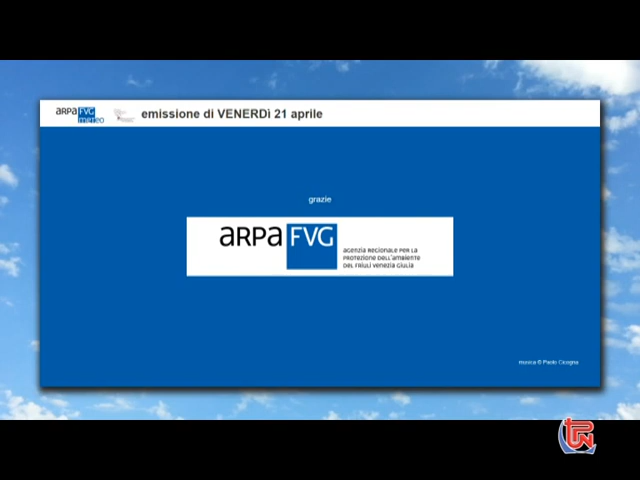 arpa FVG
meteo
emissione di VENERDì 21 aprile
grazie
arpa FVG
agenzia regionale per la
protezione dell'ambiente
del friuli venezia giulia
musica © Paolo Cicogna
TPN